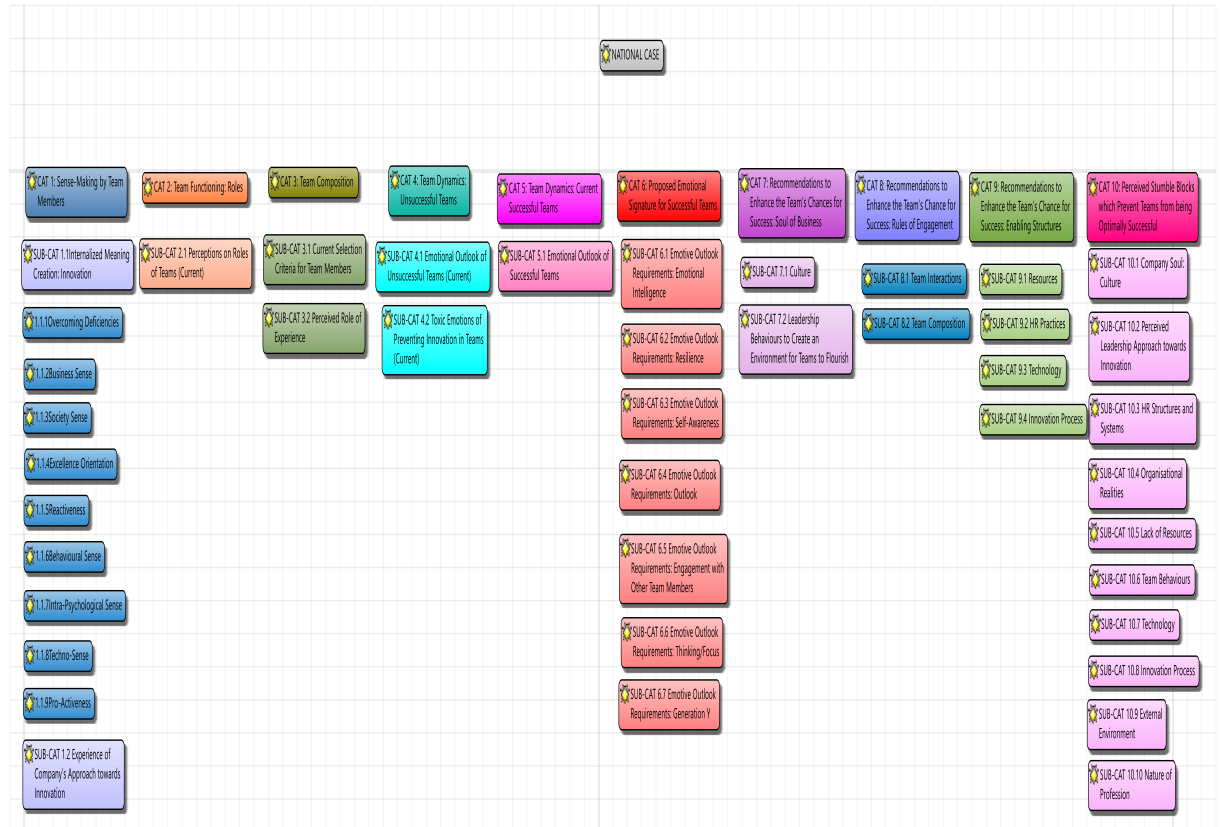 NATIONAL CASE
CAT 1: Sense-Making by Team
Members
SUB-CAT 1.1Internalized Meaning
Creation: Innovation
1.1.1Overcoming Deficiencies
1.1.2Business Sense
1.1.3Society Sense
1.1.4Excellence Orientation
1.1.5Reactiveness
1.1.6Behavioural Sense
1.1.7Intra-Psychological Sense
1.1.8Techno-Sense
1.1.9Pro-Activeness
SUB-CAT 1.2 Experience of
Company's Approach towards
Innovation
CAT 2: Team Functioning: Roles
SUB-CAT 2.1 Perceptions on Roles
of Teams (Current)
CAT 3: Team Composition
SUB-CAT 3.1 Current Selection
Criteria for Team Members
SUB-CAT 3.2 Perceived Role of
Experience
CAT 4: Team Dynamics:
Unsuccessful Teams
SUB-CAT 4.1 Emotional Outlook of
Unsuccessful Teams (Current)
SUB-CAT 4.2 Toxic Emotions of
Preventing Innovation in Teams
(Current)
CAT 5: Team Dynamics: Current
Successful Teams
SUB-CAT 5.1 Emotional Outlook of
Successful Teams
CAT 6: Proposed Emotional
Signature for Successful Teams
SUB-CAT 6.1 Emotive Outlook
Requirements: Emotional
Intelligence
SUB-CAT 6.2 Emotive Outlook
Requirements: Resilience
SUB-CAT 6.3 Emotive Outlook
Requirements: Self-Awareness
SUB-CAT 6.4 Emotive Outlook
Requirements: Outlook
SUB-CAT 6.5 Emotive Outlook
Requirements: Engagement with
Other Team Members
SUB-CAT 6.6 Emotive Outlook
Requirements: Thinking/Focus
SUB-CAT 6.7 Emotive Outlook
Requirements: Generation Y
CAT 7: Recommendations to
Enhance the Team's Chances for
Success: Soul of Business
SUB-CAT 7.1 Culture
SUB-CAT 7.2 Leadership
Behaviours to Create an
Environment for Teams to Flourish
CAT 8: Recommendations to
Enhance the Team's Chance for
Success: Rules of Engagement
SUB-CAT 8.1 Team Interactions
SUB-CAT 8.2 Team Composition
CAT 9: Recommendations to
Enhance the Team's Chance for
Success: Enabling Structures
SUB-CAT 9.1 Resources
SUB-CAT 9.2 HR Practices
SUB-CAT 9.3 Technology
SUB-CAT 9.4 Innovation Process
CAT 10: Perceived Stumble Blocks
which Prevent Teams from being
Optimally Successful
SUB-CAT 10.1 Company Soul:
Culture
SUB-CAT 10.2 Perceived
Leadership Approach towards
Innovation
SUB-CAT 10.3 HR Structures and
Systems
SUB-CAT 10.4 Organisational
Realities
SUB-CAT 10.5 Lack of Resources
SUB-CAT 10.6 Team Behaviours
SUB-CAT 10.7 Technology
SUB-CAT 10.8 Innovation Process
SUB-CAT 10.9 External
Environment
SUB-CAT 10.10 Nature of
Profession